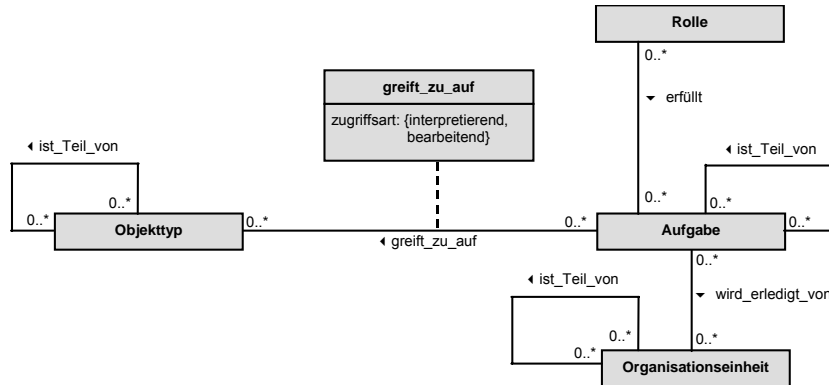 Rolle
0..*
greift_zu_auf
erfüllt
zugriffsart: {interpretierend,
bearbeitend}
ist_Teil_von
ist_Teil_von
0..*
0..*
0..*
0..*
0..*
Objekttyp
0..*
0..*
Aufgabe
0..*
greift_zu_auf
0..*
ist_Teil_von
wird_erledigt_von
0..*
0..*
0..*
Organisationseinheit